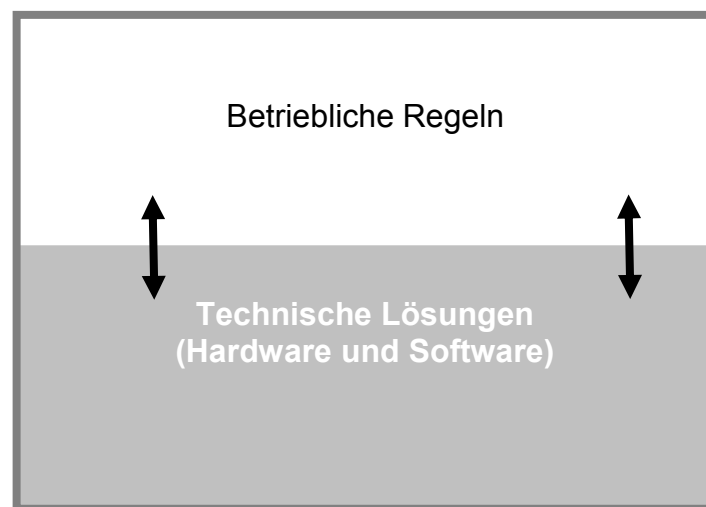 Betriebliche Regeln
Technische Lösungen
(Hardware und Software)